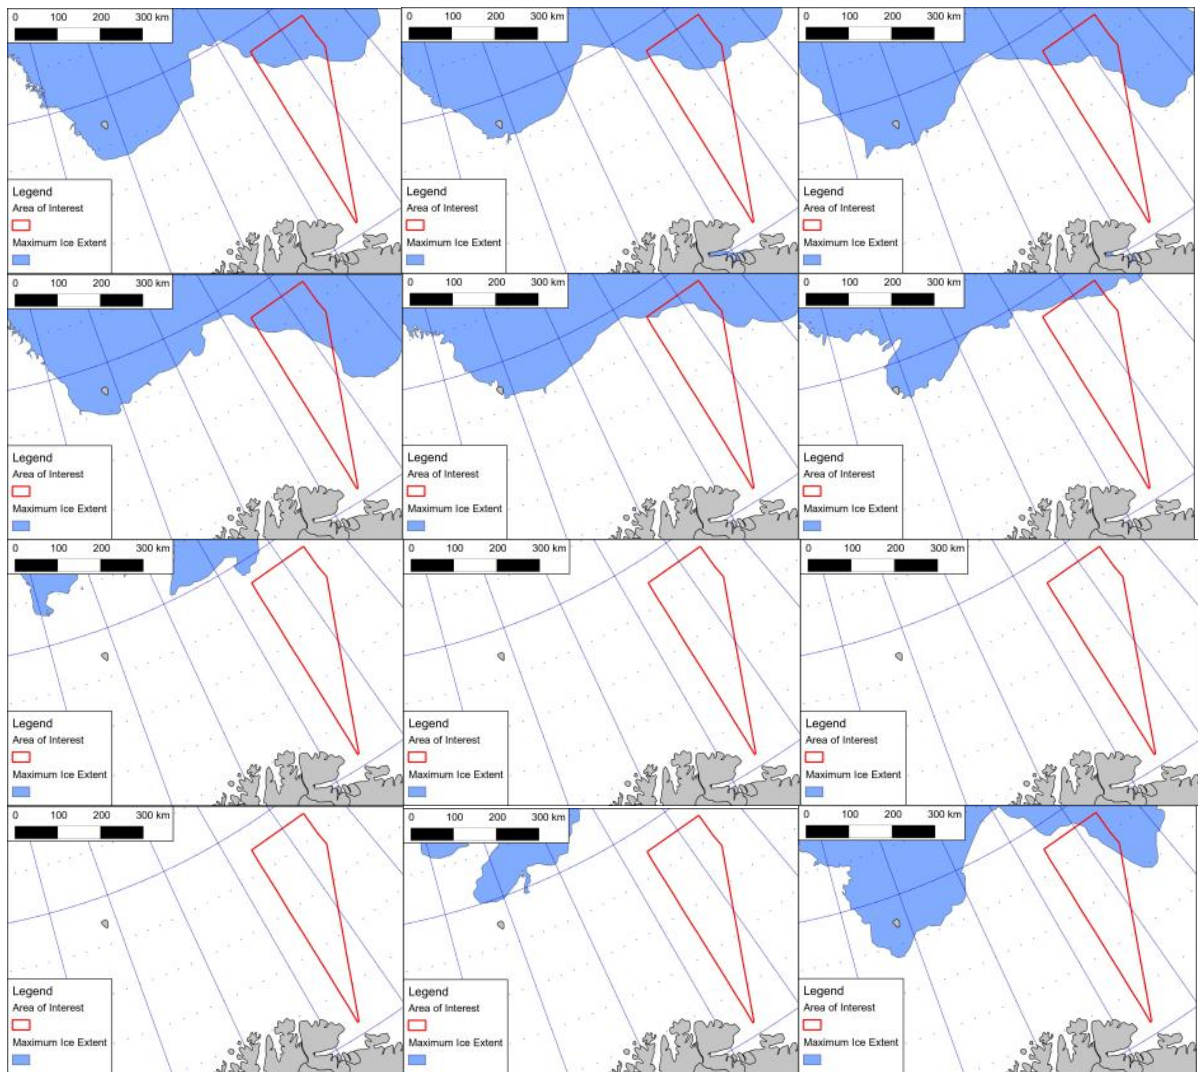 0 100 200 300 km
Legend
Area of Interest
Maximum Ice Extent
0 100 200 300 km
Legend
Area of Interest
Maximum Ice Extent
0 100 200 300 km
Legend
Area of Interest
Maximum Ice Extent
0 100 200 300 km
Legend
Area of Interest
Maximum Ice Extent
0 100 200 300 km
Legend
Area of Interest
Maximum Ice Extent
0 100 200 300 km
Legend
Area of Interest
Maximum Ice Extent
0 100 200 300 km
Legend
Area of Interest
Maximum Ice Extent
0 100 200 300 km
Legend
Area of Interest
Maximum Ice Extent
0 100 200 300 km
Legend
Area of Interest
Maximum Ice Extent
0 100 200 300 km
Legend
Area of Interest
Maximum Ice Extent
0 100 200 300 km
Legend
Area of Interest
Maximum Ice Extent
0 100 200 300 km
Legend
Area of Interest
Maximum Ice Extent